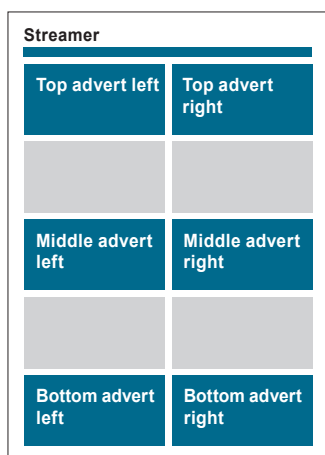 Streamer
Top advert left
Top advert
right
Middle advert
left
Middle advert
right
Bottom advert
left
Bottom advert
right